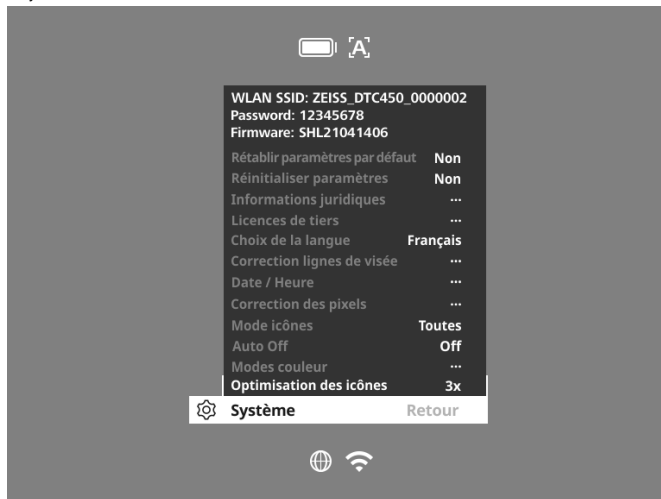 [A]
WLAN SSID: ZEISS_DTC450_0000002
Password: 12345678
Firmware: SHL21041406
Rétablir paramètres par défaut Non
Réinitialiser paramètres Non
Informations juridiques ...
Licences de tiers ...
Choix de la langue Français
Correction lignes de visée ...
Date / Heure ...
Correction des pixels ...
Mode icônes Toutes
Auto Off Off
Modes couleur ...
Optimisation des icônes 3x
Système Retour